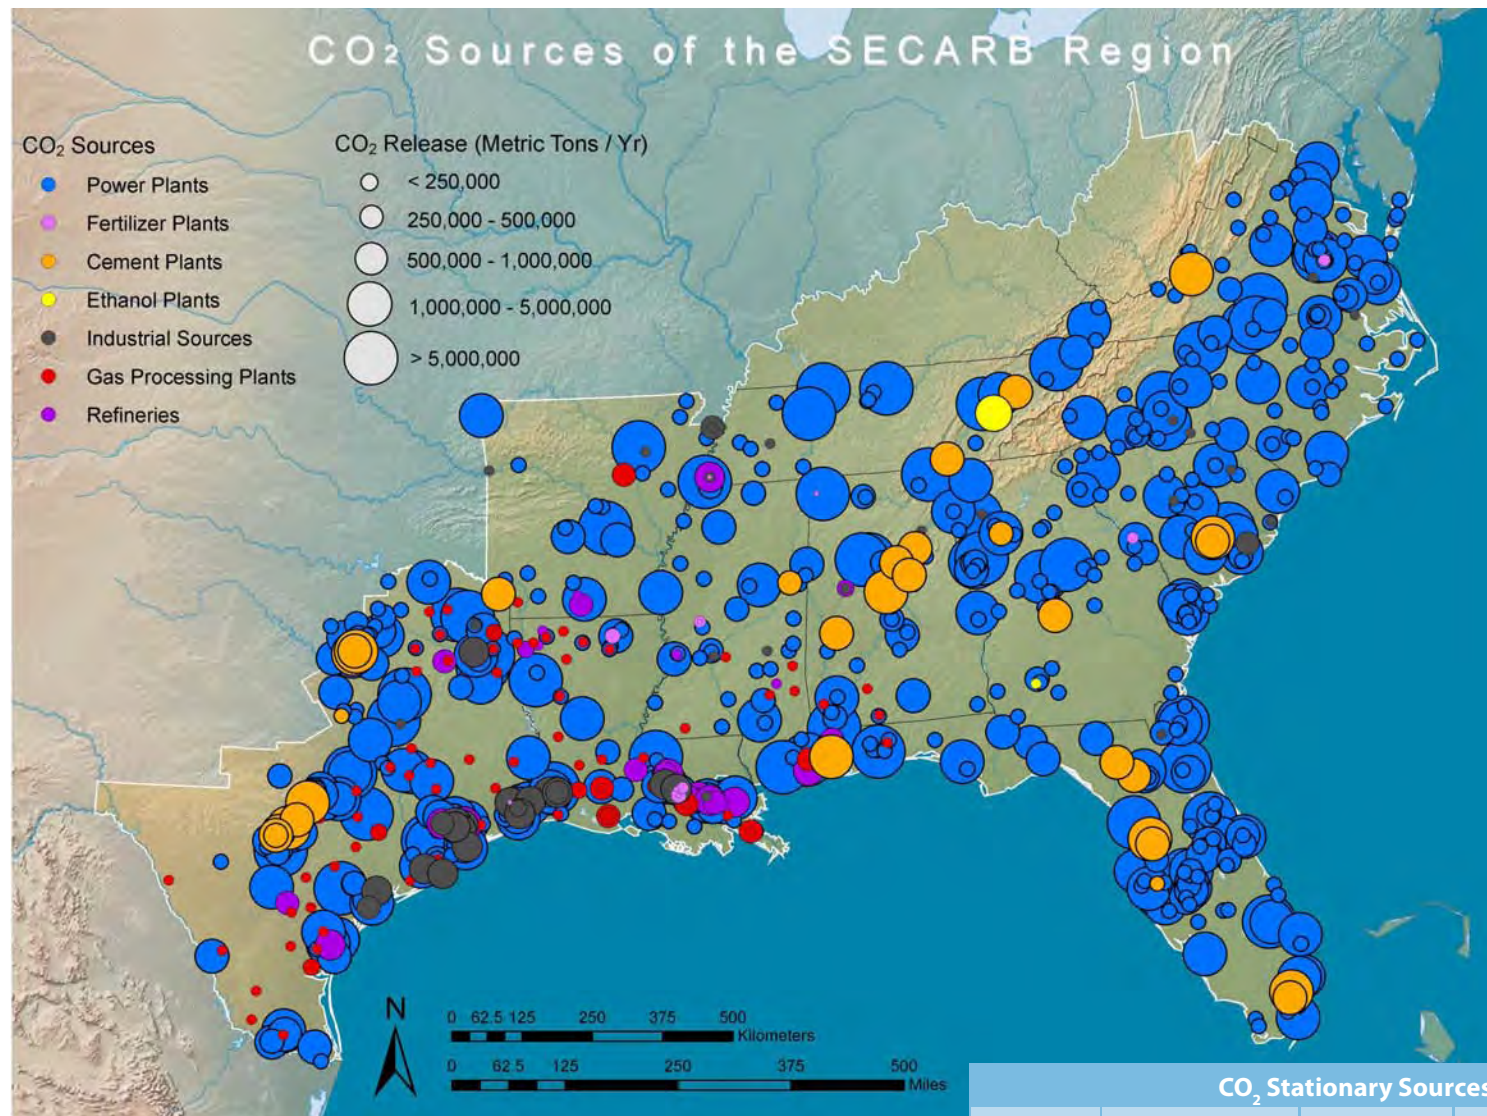 CO2 Sources of the SECARB Region
CO2 Sources
Power Plants
Fertilizer Plants
Cement Plants
Ethanol Plants
Industrial Sources
Gas Processing Plants
Refineries
CO2 Release (Metric Tons / Yr)
< 250,000
250,000 - 500,000
500,000 - 1,000,000
1,000,000 - 5,000,000
> 5,000,000
N
0 62.5 125 250 375 500
Kilometers
0 62.5 125 250 375 500
Miles
CO2 Stationary Sources